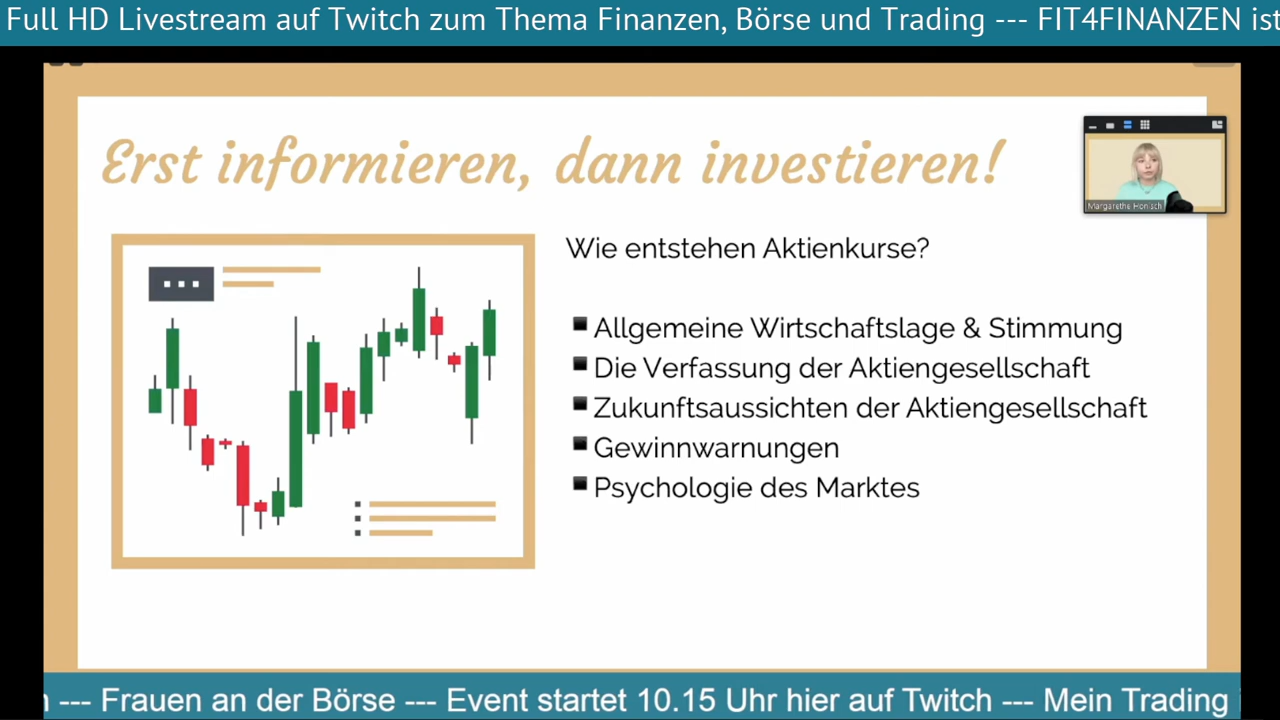 Full HD Livestream auf Twitch zum Thema Finanzen, Börse und Trading --- FIT4FINANZEN ist
Erst informieren, dann investieren!
Margarethe Honisch
Wie entstehen Aktienkurse?
Allgemeine Wirtschaftslage & Stimmung
Die Verfassung der Aktiengesellschaft
Zukunftsaussichten der Aktiengesellschaft
Gewinnwarnungen
Psychologie des Marktes
--- Frauen an der Börse --- Event startet 10.15 Uhr hier auf Twitch --- Mein Trading